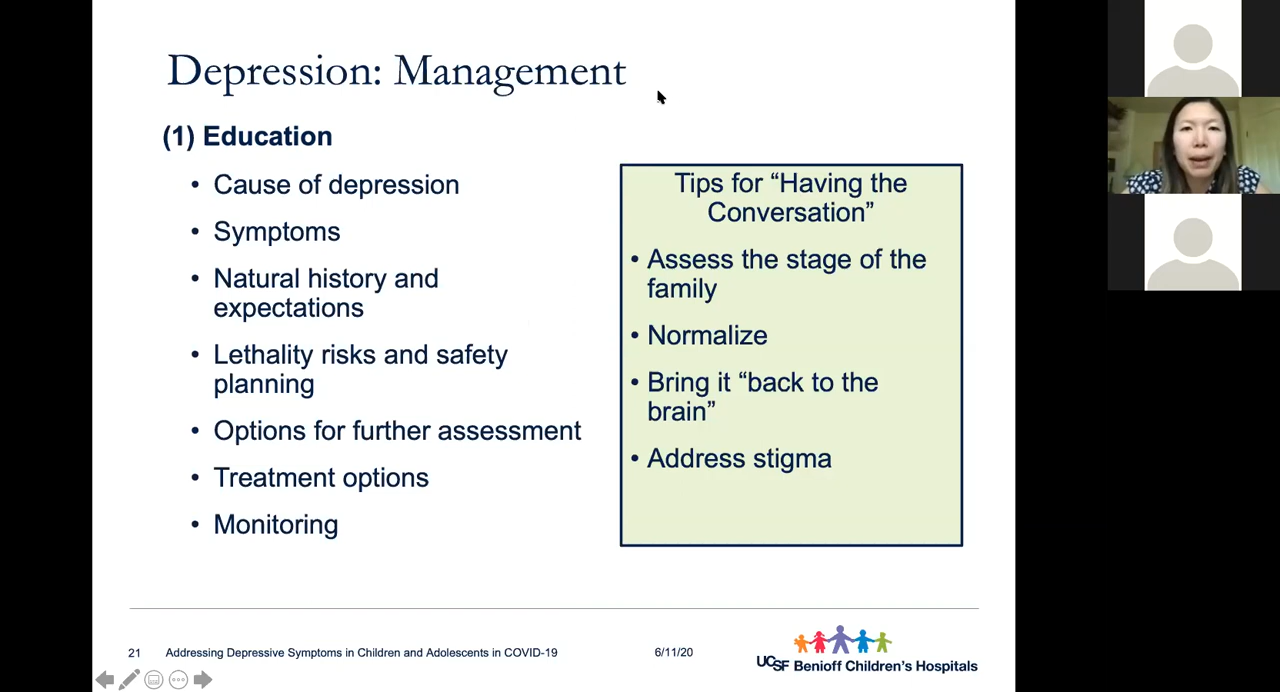 Depression: Management
(1) Education
• Cause of depression
• Symptoms
• Natural history and
expectations
• Lethality risks and safety
planning
• Options for further assessment
• Treatment options
• Monitoring
Tips for “Having the
Conversation”
• Assess the stage of the
family
• Normalize
• Bring it “back to the
brain”
• Address stigma
21 Addressing Depressive Symptoms in Children and Adolescents in COVID-19 6/11/20
UCSF Benioff Children’s Hospitals